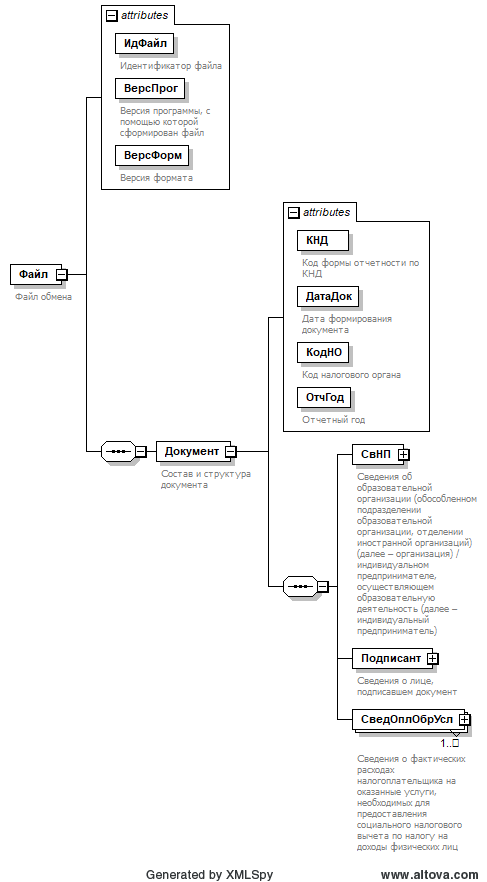 attributes
ИдФайл
Идентификатор файла
ВерсПрог
Версия программы, с
помощью которой
сформирован файл
ВерсФорм
Версия формата
Файл
Файл обмена
attributes
КНД
Код формы отчетности по
КНД
ДатаДок
Дата формирования
документа
КодНО
Код налогового органа
ОтчГод
Отчетный год
Документ
Состав и структура
документа
СвНП
Сведения об
образовательной
организации (обособленном
подразделении
образовательной
организации, отделении
иностранной организаций)
(далее – организация) /
индивидуальном
предпринимателе,
осуществляющем
образовательную
деятельность (далее –
индивидуальный
предприниматель)
Подписант
Сведения о лице,
подписавшем документ
СведОплОбрУсл
1..□
Сведения о фактических
расходах
налогоплательщика на
оказанные услуги,
необходимых для
предоставления
социального налогового
вычета по налогу на
доходы физических лиц
Generated by XMLSpy
www.altova.com